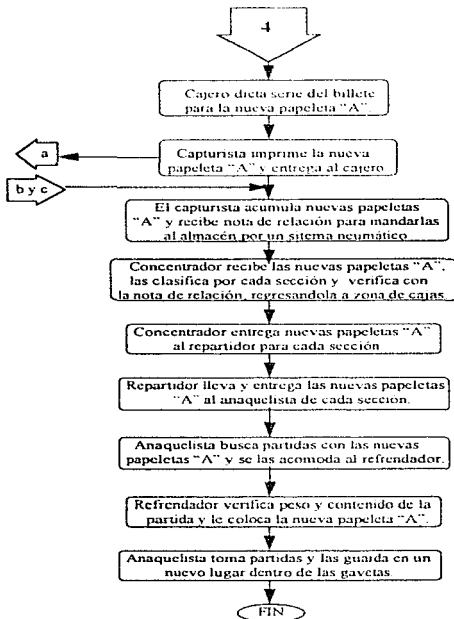 4
Cajero dicta serie del billete
para la nueva papeleta "A".
a
Capturista imprime la nueva
papeleta "A" y entrega al cajero
b y c
El capturista acumula nuevas papeletas
"A" y recibe nota de relación para mandarlas
al almacén por un sitema neumático
Concentrador recibe las nuevas papeletas "A",
las clasifica por cada sección y verifica con
la nota de relación, regresandola a zona de cajas.
Concentrador entrega nuevas papeletas "A"
al repartidor para cada sección
Repartidor lleva y entrega las nuevas papeletas
"A" al anaquelista de cada sección.
Anaquelista busca partidas con las nuevas
papeletas "A" y se las acomoda al refrendador.
Refrendador verifica peso y contenido de la
partida y le coloca la nueva papeleta "A".
Anaquelista toma partidas y las guarda en un
nuevo lugar dentro de las gavetas.
FIN